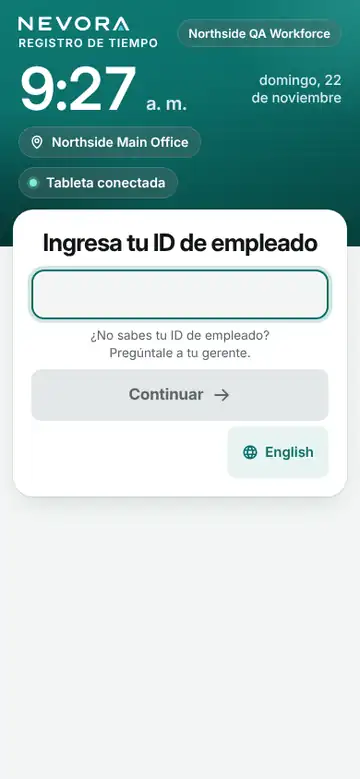 NEVORA
REGISTRO DE TIEMPO
Northside QA Workforce
9:27 a. m.
domingo, 22
de noviembre
Northside Main Office
Tableta conectada
Ingresa tu ID de empleado
¿No sabes tu ID de empleado?
Pregúntale a tu gerente.
Continuar →
English